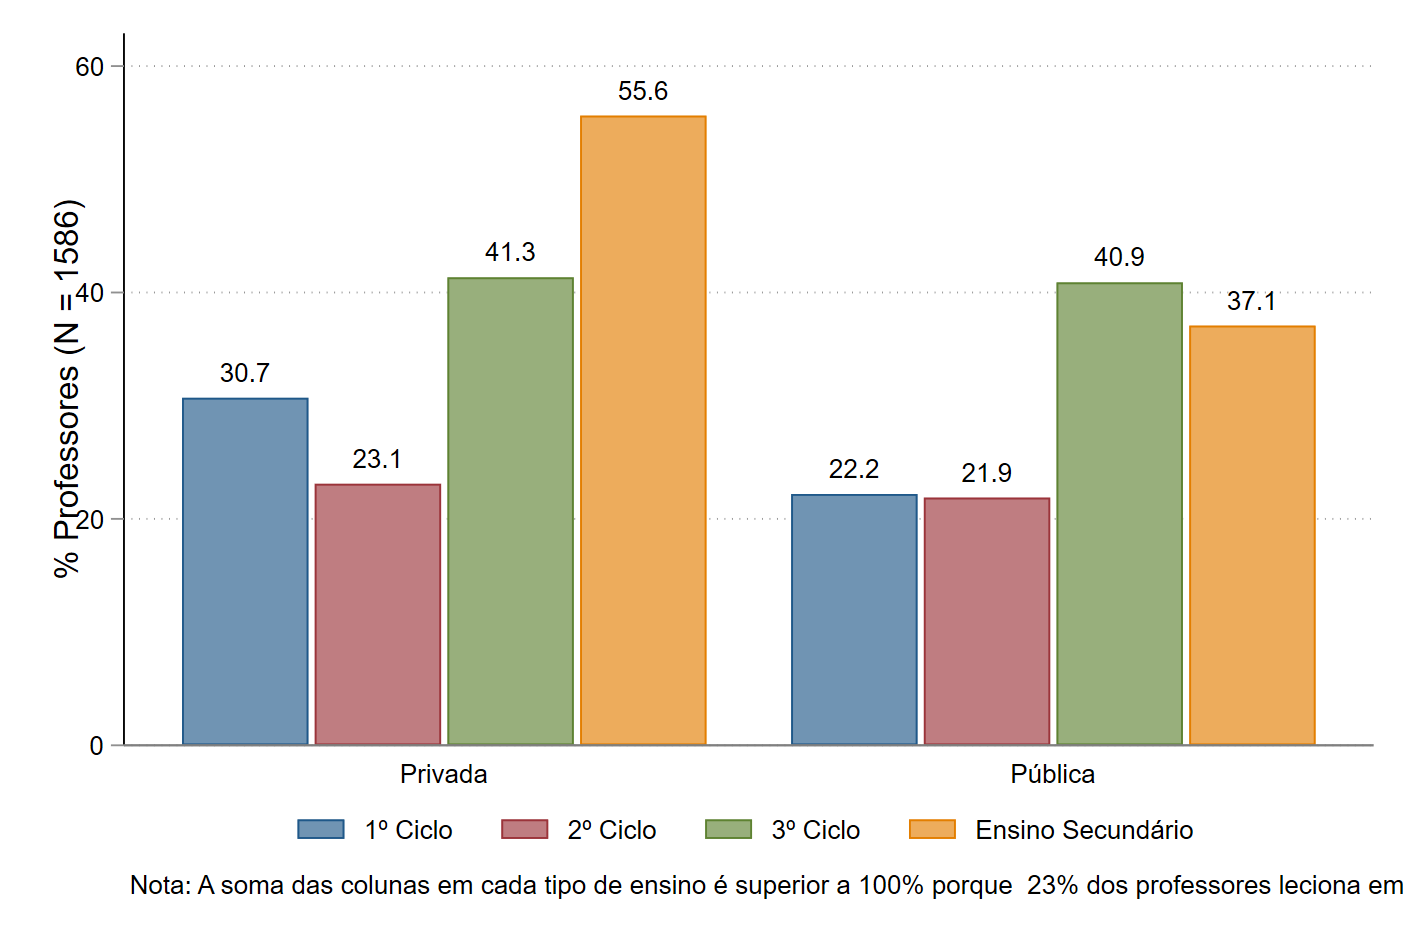 60
55.6
41.3
40.9
40
37.1
30.7
23.1
22.2
21.9
20
0
% Professores (N = 1586)
Privada
Pública
1º Ciclo
2º Ciclo
3º Ciclo
Ensino Secundário
Nota: A soma das colunas em cada tipo de ensino é superior a 100% porque  23% dos professores leciona em